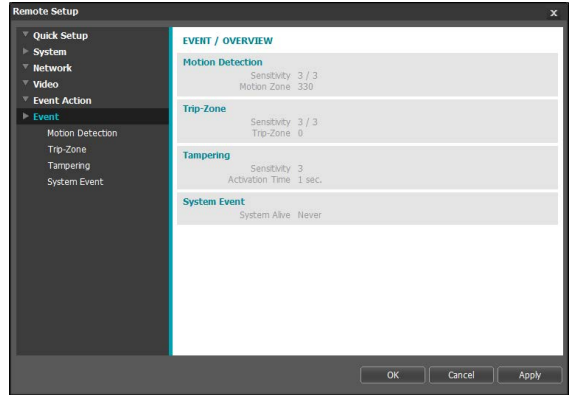 Remote Setup
x
Quick Setup
System
Network
Video
Event Action
Event
Motion Detection
Trip-Zone
Tampering
System Event
EVENT / OVERVIEW
Motion Detection
Sensitivity 3 / 3
Motion Zone 330
Trip-Zone
Sensitivity 3 / 3
Trip-Zone 0
Tampering
Sensitivity 3
Activation Time 1 sec.
System Event
System Alive Never
OK Cancel Apply